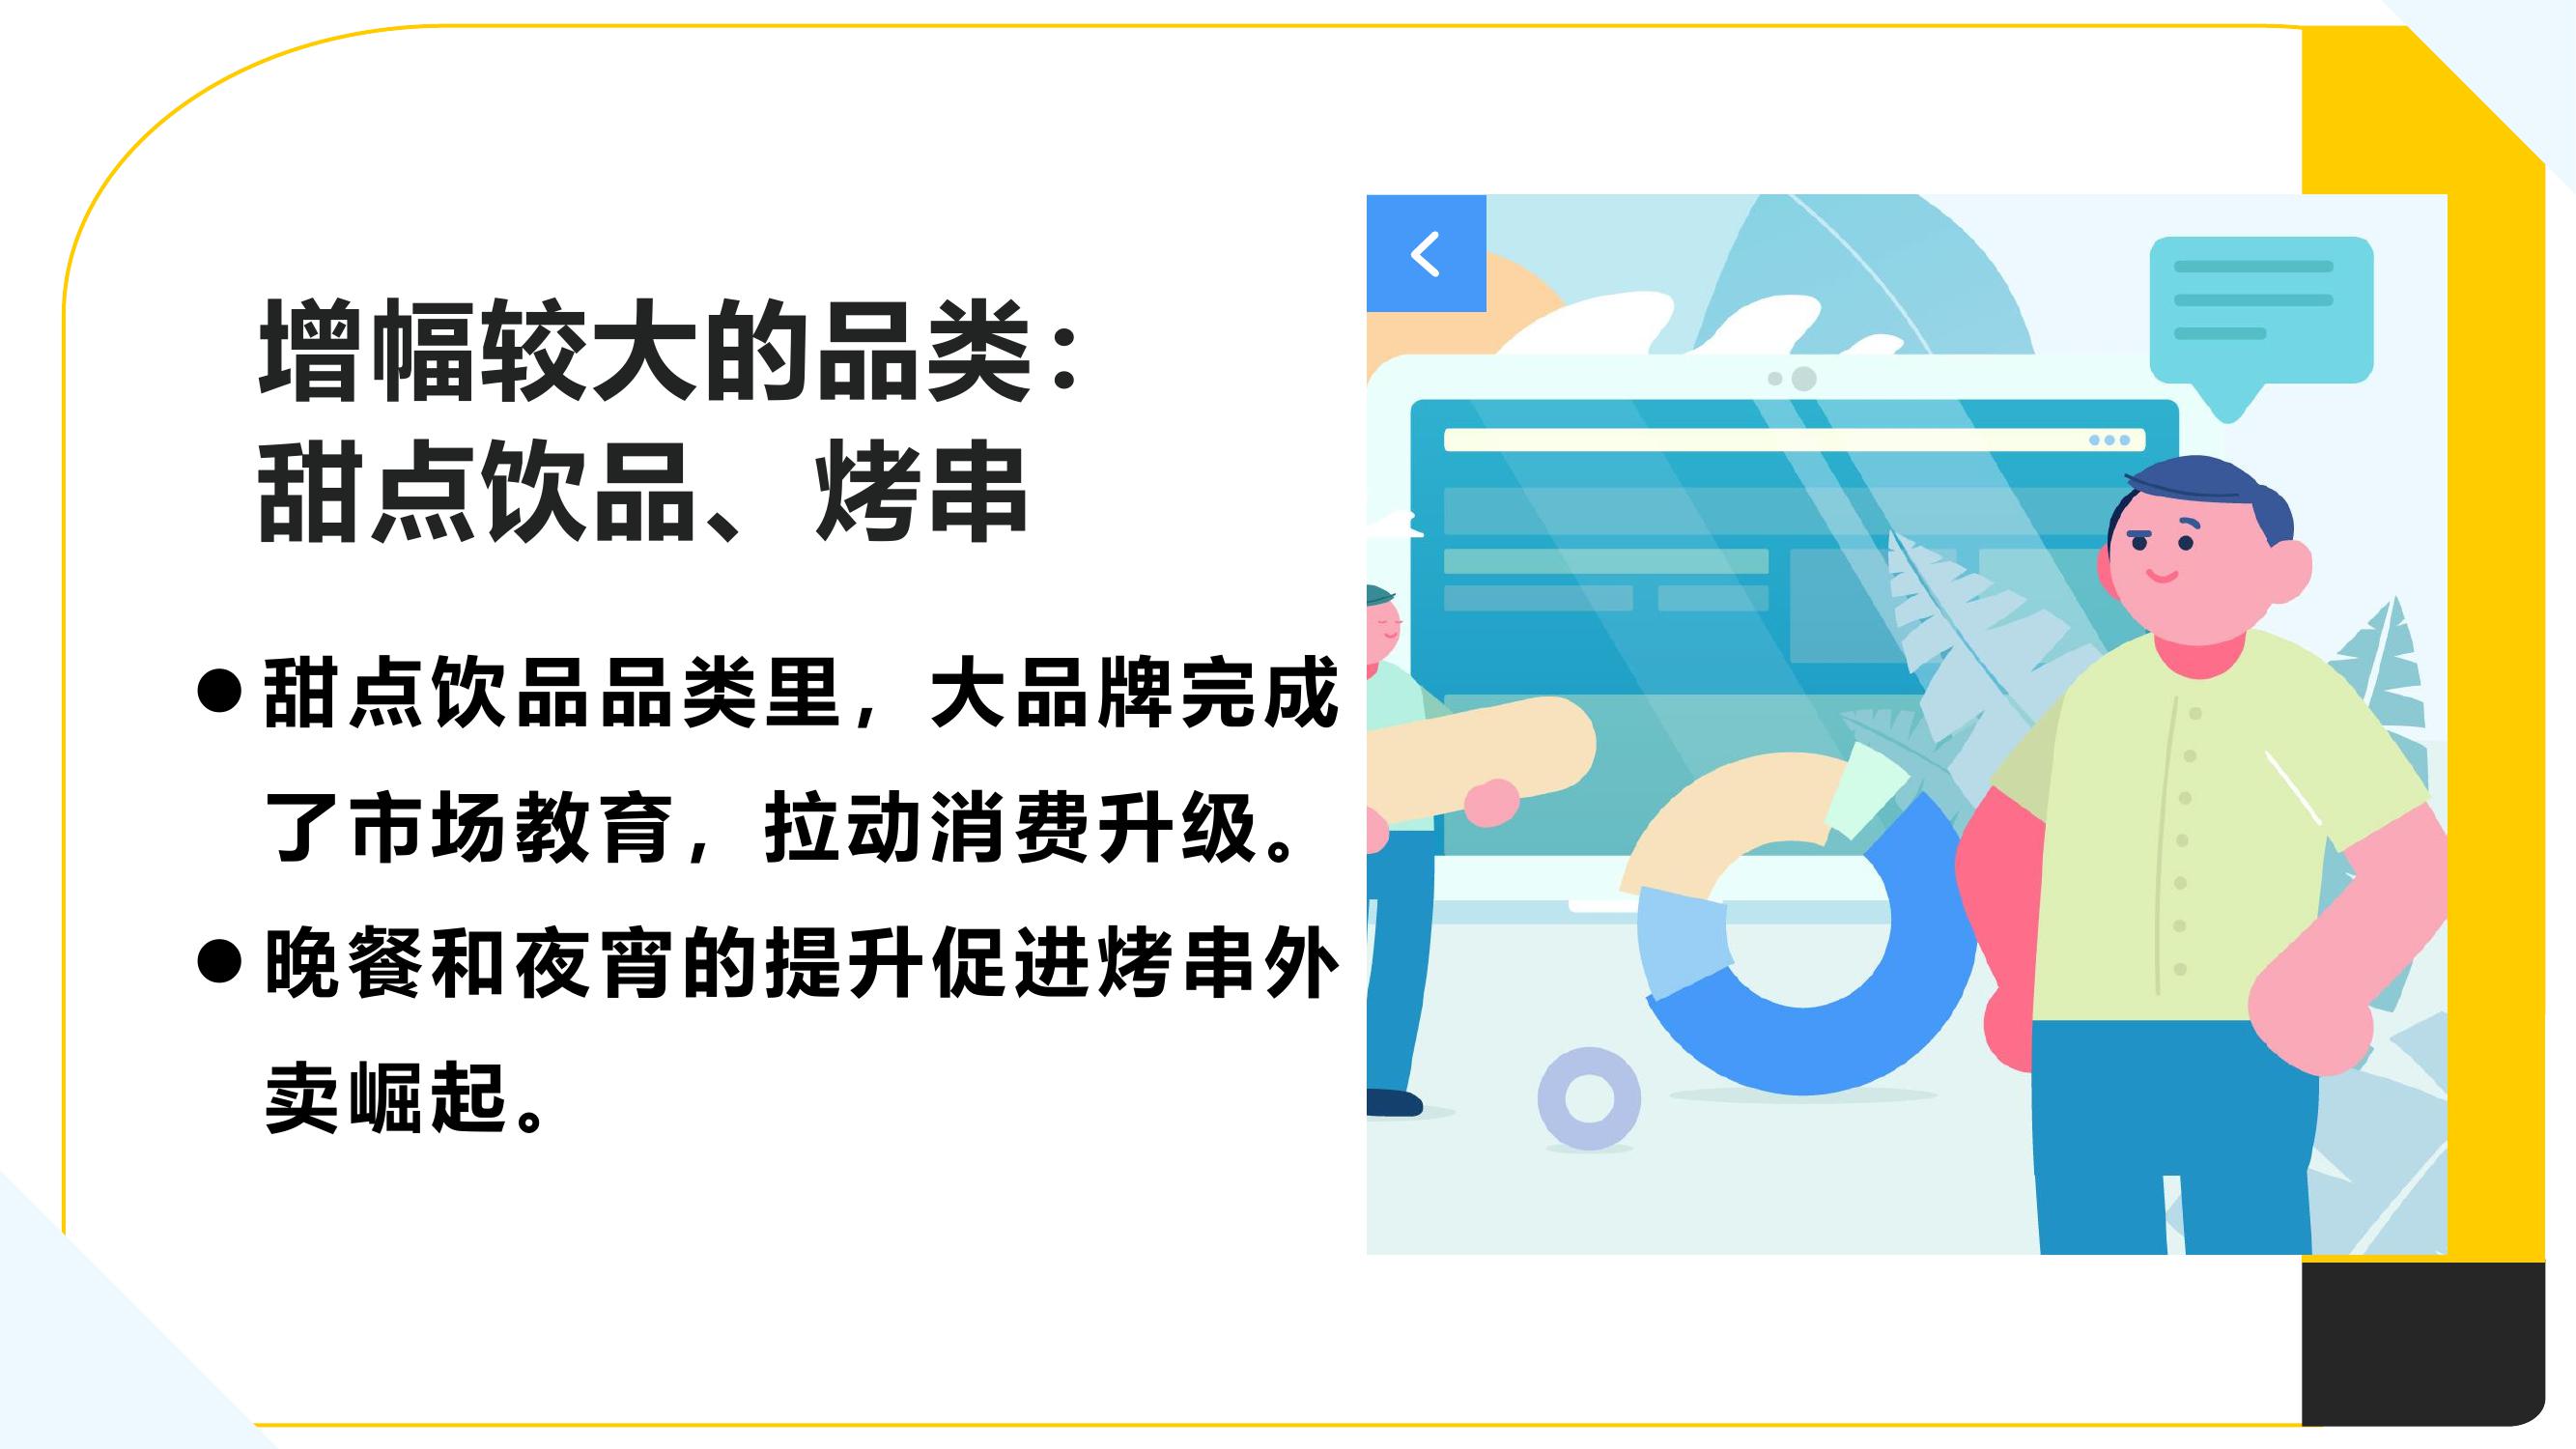 增幅较大的品类：
甜点饮品、烤串
●甜点饮品品类里，大品牌完成
了市场教育，拉动消费升级。
●晚餐和夜宵的提升促进烤串外
卖崛起。